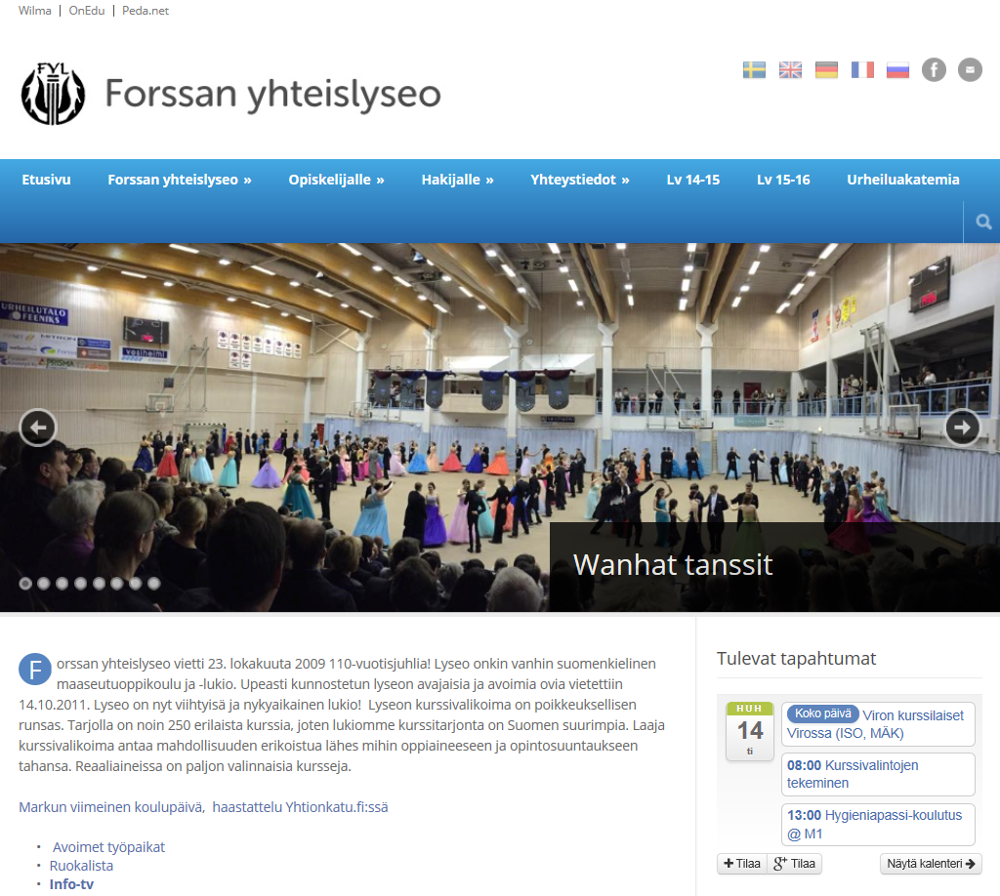 Wilma | OnEdu | Peda.net
FYL
Forssan yhteislyseo
Etusivu Forssan yhteislyseo » Opiskelijalle » Hakijalle » Yhteystiedot » Lv 14-15 Lv 15-16 Urheiluakatemia
URHEILUTALO
FEENIKS
vesihelmi
PRISMA
Wanhat tanssit
Forssan yhteislyseo vietti 23. lokakuuta 2009 110-vuotisjuhlia! Lyseo onkin vanhin suomenkielinen
maaseutuoppikoulu ja -lukio. Upeasti kunnostetun lyseon avajaisia ja avoimia ovia vietettiin
14.10.2011. Lyseo on nyt viihtyisä ja nykyaikainen lukio! Lyseon kurssivalikoima on poikkeuksellisen
runsas. Tarjolla on noin 250 erilaista kurssia, joten lukiomme kurssitarjonta on Suomen suurimpia. Laaja
kurssivalikoima antaa mahdollisuuden erikoistua lähes mihin oppiaineeseen ja opintosuuntaukseen
tahansa. Reaaliaineissa on paljon valinnaisia kursseja.
Markun viimeinen koulupäivä, haastattelu Yhtionkatu.fi:ssä
• Avoimet työpaikat
• Ruokalista
• Info-tv
Tulevat tapahtumat
HUH
14
ti
Koko päivä Viron kurssilaiset
Virossa (ISO, MÄK)
08:00 Kurssivalintojen
tekeminen
13:00 Hygieniapassi-koulutus
@ M1
+ Tilaa g+ Tilaa Näytä kalenteri